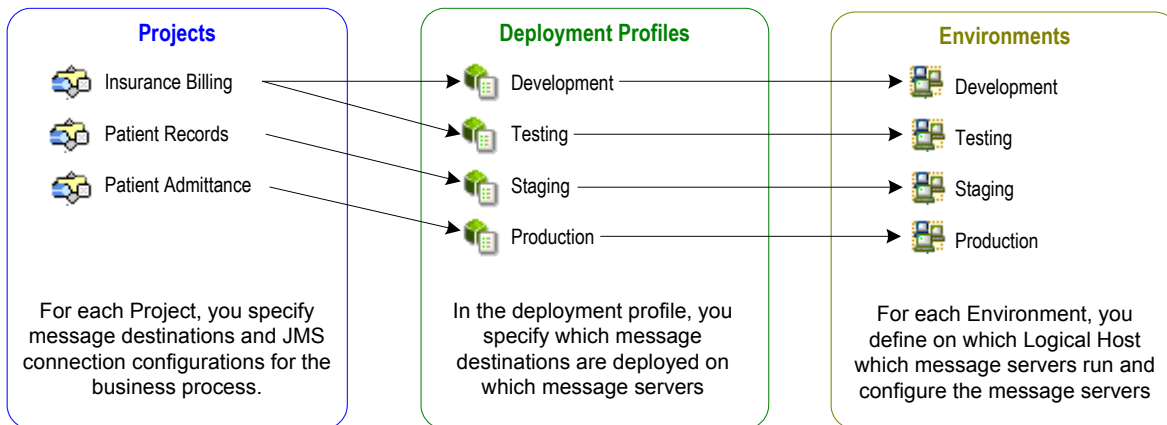 Projects
Insurance Billing
Patient Records
Patient Admittance
For each Project, you specify
message destinations and JMS
connection configurations for the
business process.
Deployment Profiles
Development
Testing
Staging
Production
In the deployment profile, you
specify which message
destinations are deployed on
which message servers
Environments
Development
Testing
Staging
Production
For each Environment, you
define on which Logical Host
which message servers run and
configure the message servers